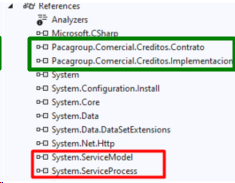 References
Analyzers
Microsoft.CSharp
Pacagroup.Comercial.Creditos.Contrato
Pacagroup.Comercial.Creditos.Implementacion
System
System.Configuration.Install
System.Core
System.Data
System.Data.DataSetExtensions
System.Net.Http
System.ServiceModel
System.ServiceProcess